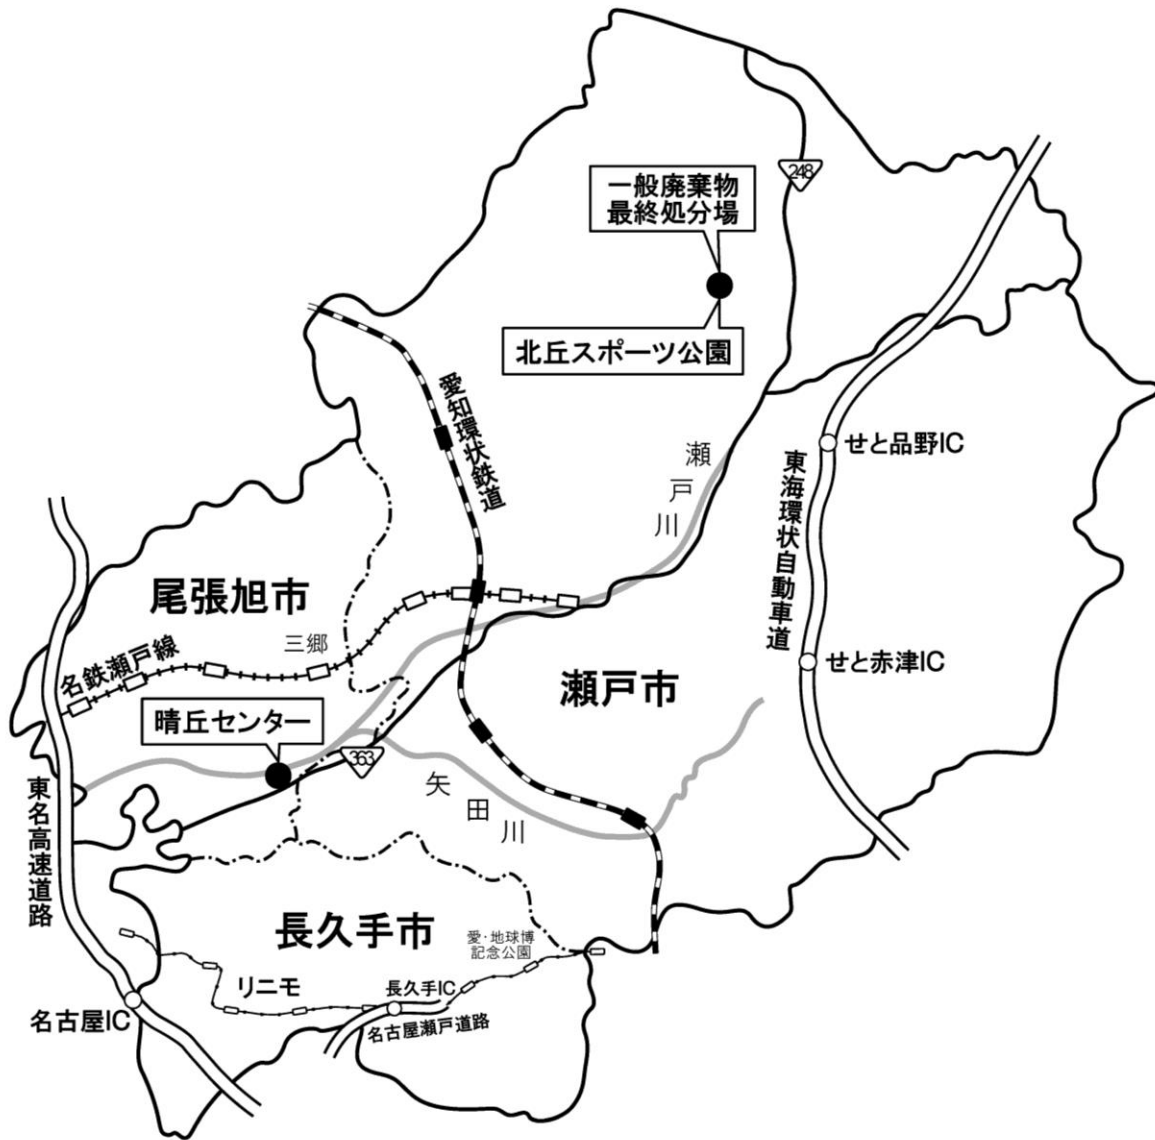 248
一般廃棄物
最終処分場
北丘スポーツ公園
愛知環状鉄道
瀬戸川
せと品野IC
東海環状自動車道
尾張旭市
三郷
名鉄瀬戸線
せと赤津IC
瀬戸市
晴丘センター
363
矢田川
東名高速道路
長久手市
愛・地球博
記念公園
リニモ
長久手IC
名古屋IC
名古屋瀬戸道路